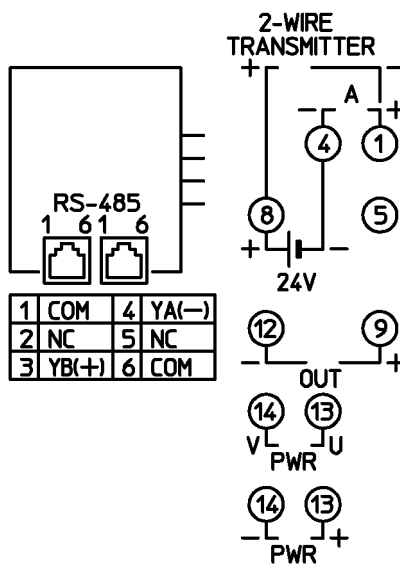 2-WIRE
TRANSMITTER
+ −
A
− +
4 1
RS-485
1 6 1 6
8 5
+ −
24V
1 COM 4 YA(−)
2 NC 5 NC
3 YB(+) 6 COM
12 9
− +
OUT
14 13
V U
PWR
14 13
− +
PWR